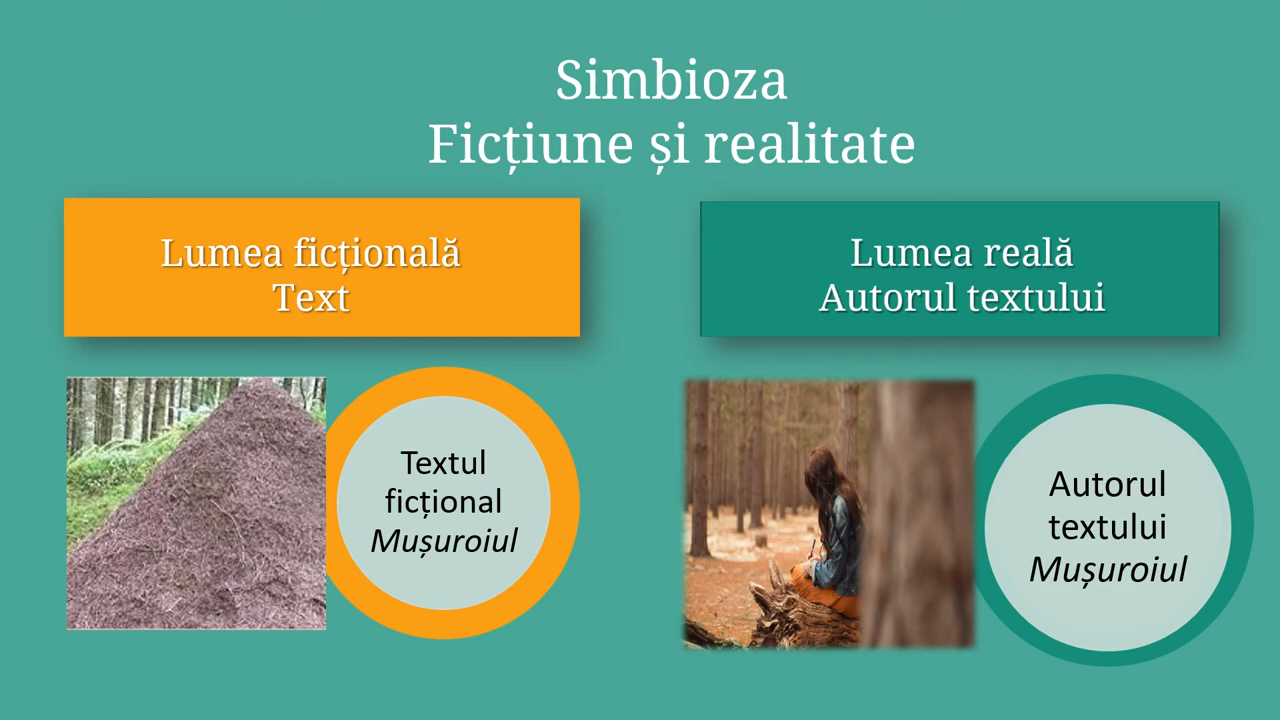 Simbioza
Ficțiune și realitate
Lumea ficțională
Text
Lumea reală
Autorul textului
Textul
ficțional
Mușuroiul
Autorul
textului
Mușuroiul